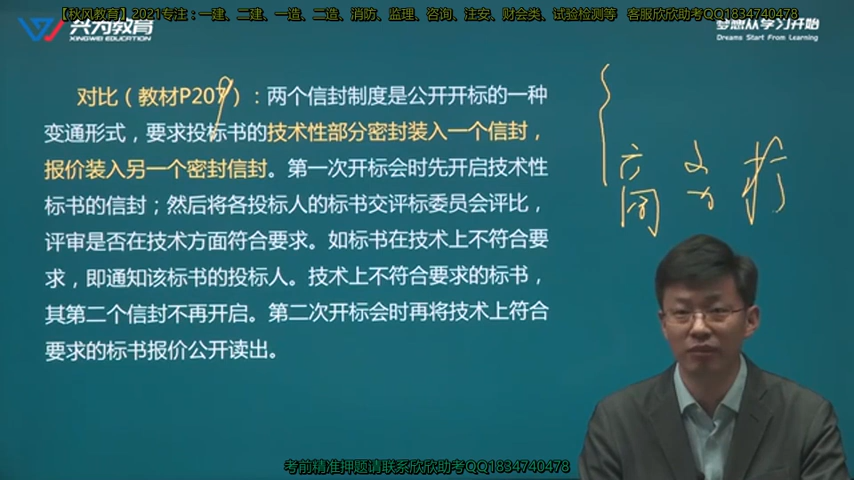 【秋风教育】2021专注：一建、二建、一造、二造、消防、监理、咨询、注安、财会类、试验检测等 客服欣欣助考QQ1834740478
兴为教育
XINGWEI EDUCATION
梦想从学习开始
Dreams Start From Learning
对比（教材P207）：两个信封制度是公开开标的一种
变通形式，要求投标书的技术性部分密封装入一个信封，
报价装入另一个密封信封。第一次开标会时先开启技术性
标书的信封；然后将各投标人的标书交评标委员会评比，
评审是否在技术方面符合要求。如标书在技术上不符合要
求，即通知该标书的投标人。技术上不符合要求的标书，
其第二个信封不再开启。第二次开标会时再将技术上符合
要求的标书报价公开读出。
考前精准押题请联系欣欣助考QQ1834740478